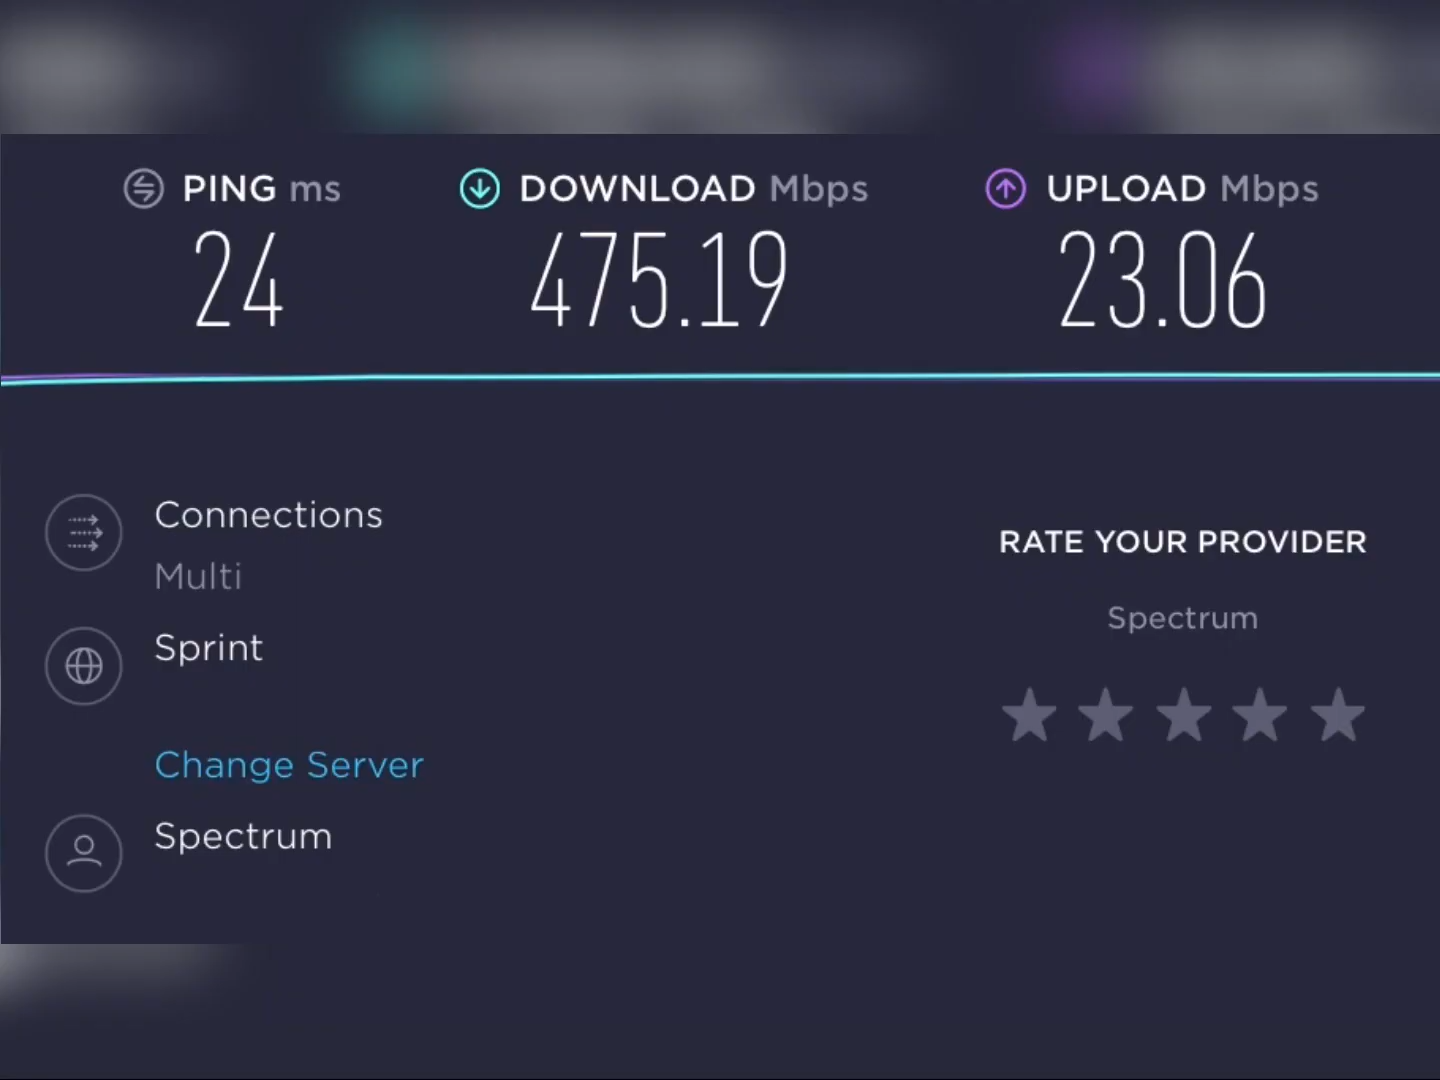 PING ms
24
DOWNLOAD Mbps
475.19
UPLOAD Mbps
23.06
Connections
Multi
Sprint
Change Server
Spectrum
RATE YOUR PROVIDER
Spectrum